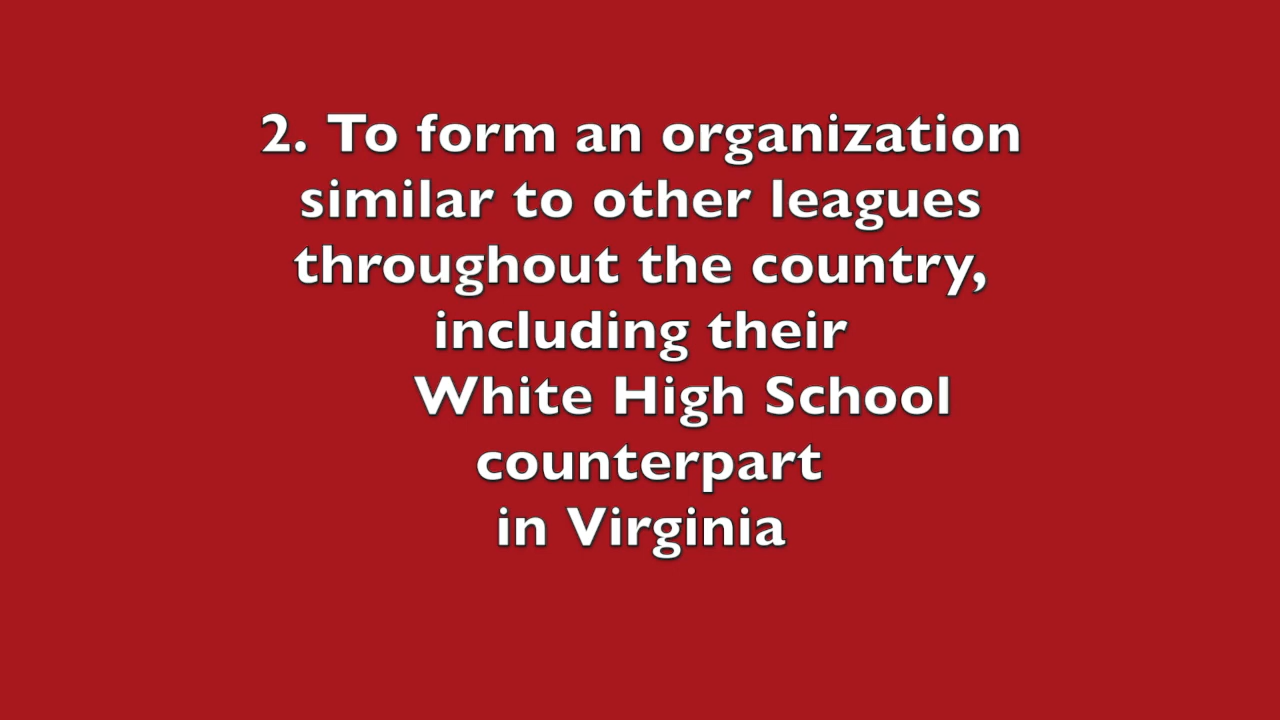 2. To form an organization
similar to other leagues
throughout the country,
including their
White High School
counterpart
in Virginia